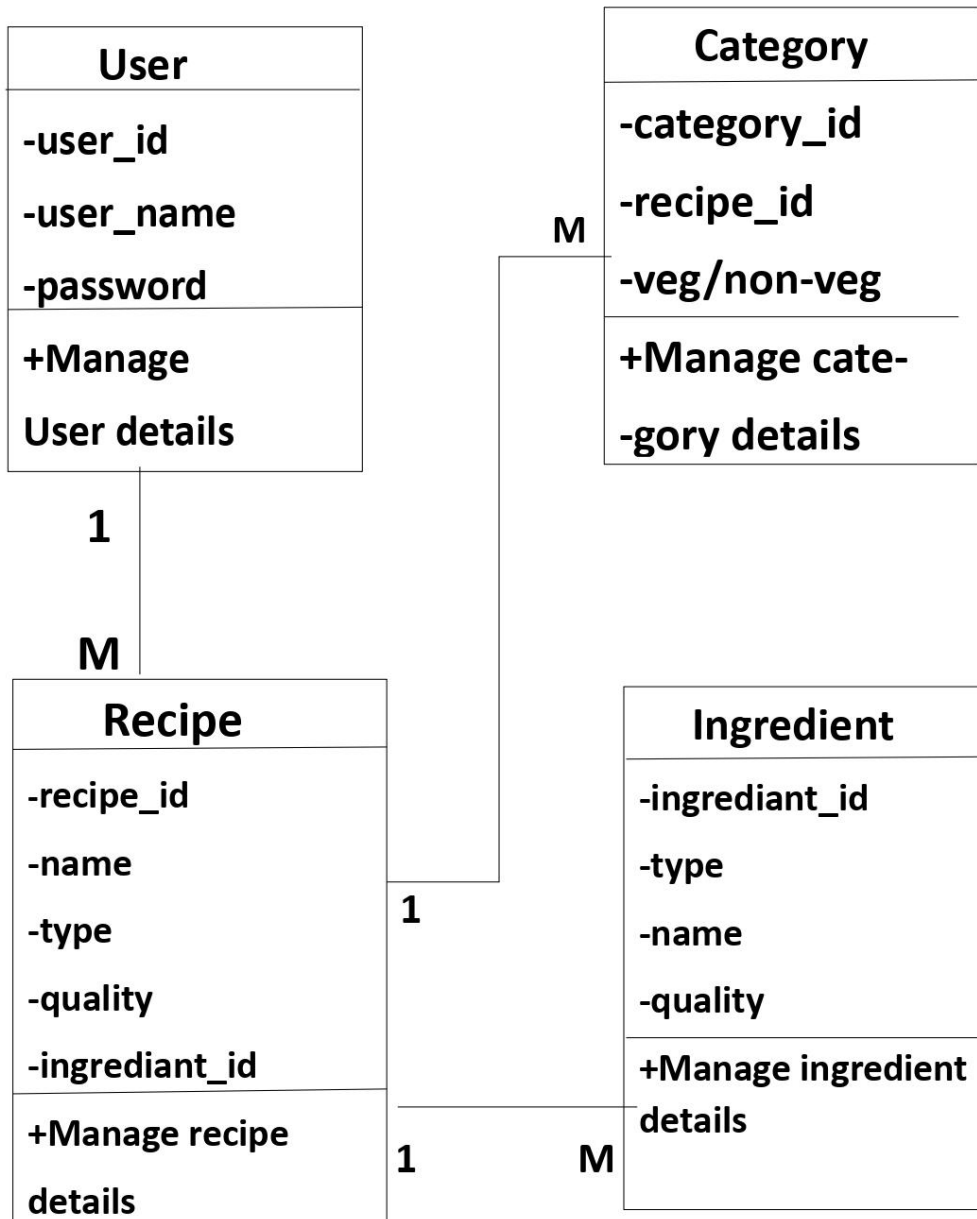 User
-user_id
-user_name
-password
+Manage
User details
Category
-category_id
-recipe_id
-veg/non-veg
+Manage cate-
-gory details
M
1
M
Recipe
-recipe_id
-name
-type
-quality
-ingrediant_id
+Manage recipe
details
1
1
M
Ingredient
-ingrediant_id
-type
-name
-quality
+Manage ingredient
details